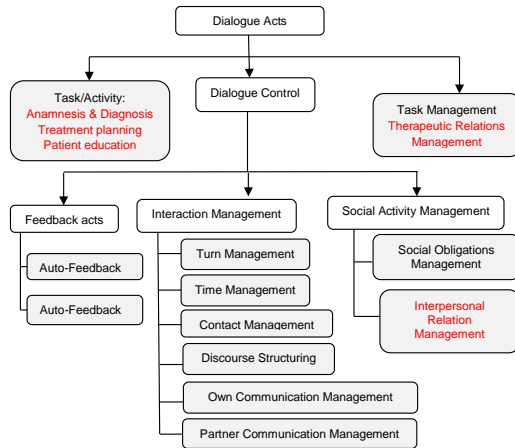 Dialogue Acts
Task/Activity:
Anamnesis & Diagnosis
Treatment planning
Patient education
Dialogue Control
Task Management
Therapeutic Relations
Management
Feedback acts
Interaction Management
Social Activity Management
Auto-Feedback
Auto-Feedback
Turn Management
Time Management
Contact Management
Discourse Structuring
Own Communication Management
Partner Communication Management
Social Obligations
Management
Interpersonal
Relation
Management